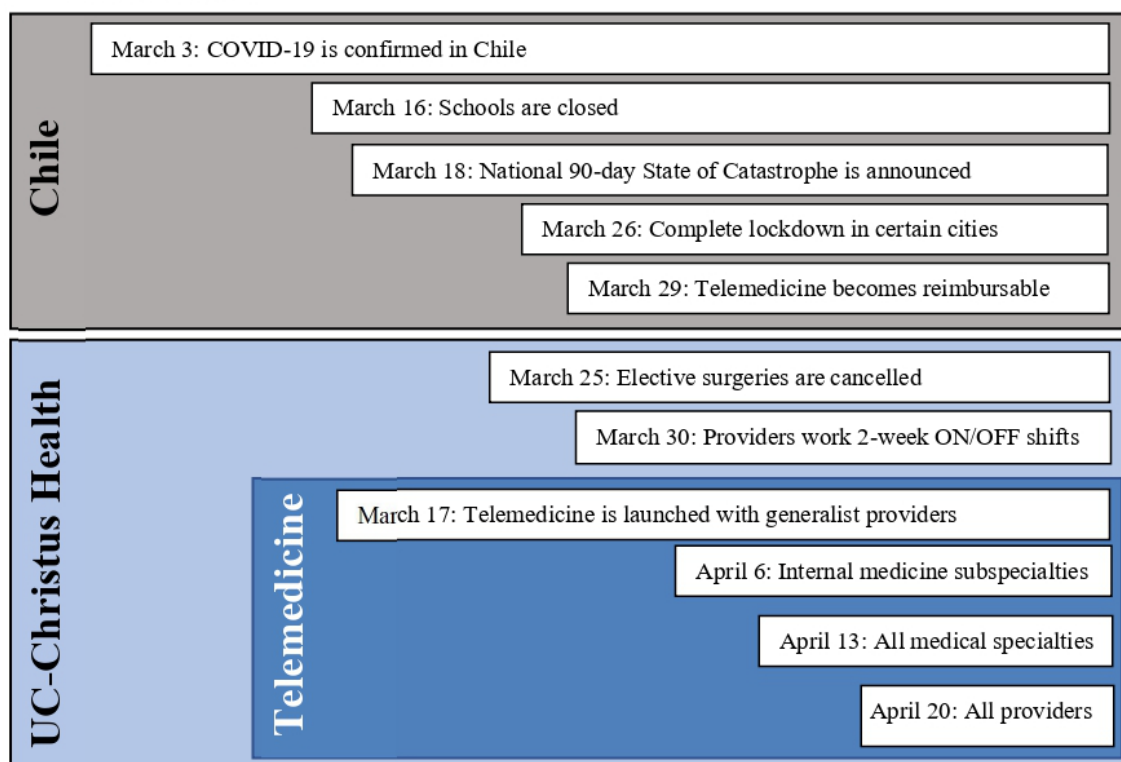 Chile
March 3: COVID-19 is confirmed in Chile
March 16: Schools are closed
March 18: National 90-day State of Catastrophe is announced
March 26: Complete lockdown in certain cities
March 29: Telemedicine becomes reimbursable
UC-Christus Health
March 25: Elective surgeries are cancelled
March 30: Providers work 2-week ON/OFF shifts
Telemedicine
March 17: Telemedicine is launched with generalist providers
April 6: Internal medicine subspecialties
April 13: All medical specialties
April 20: All providers